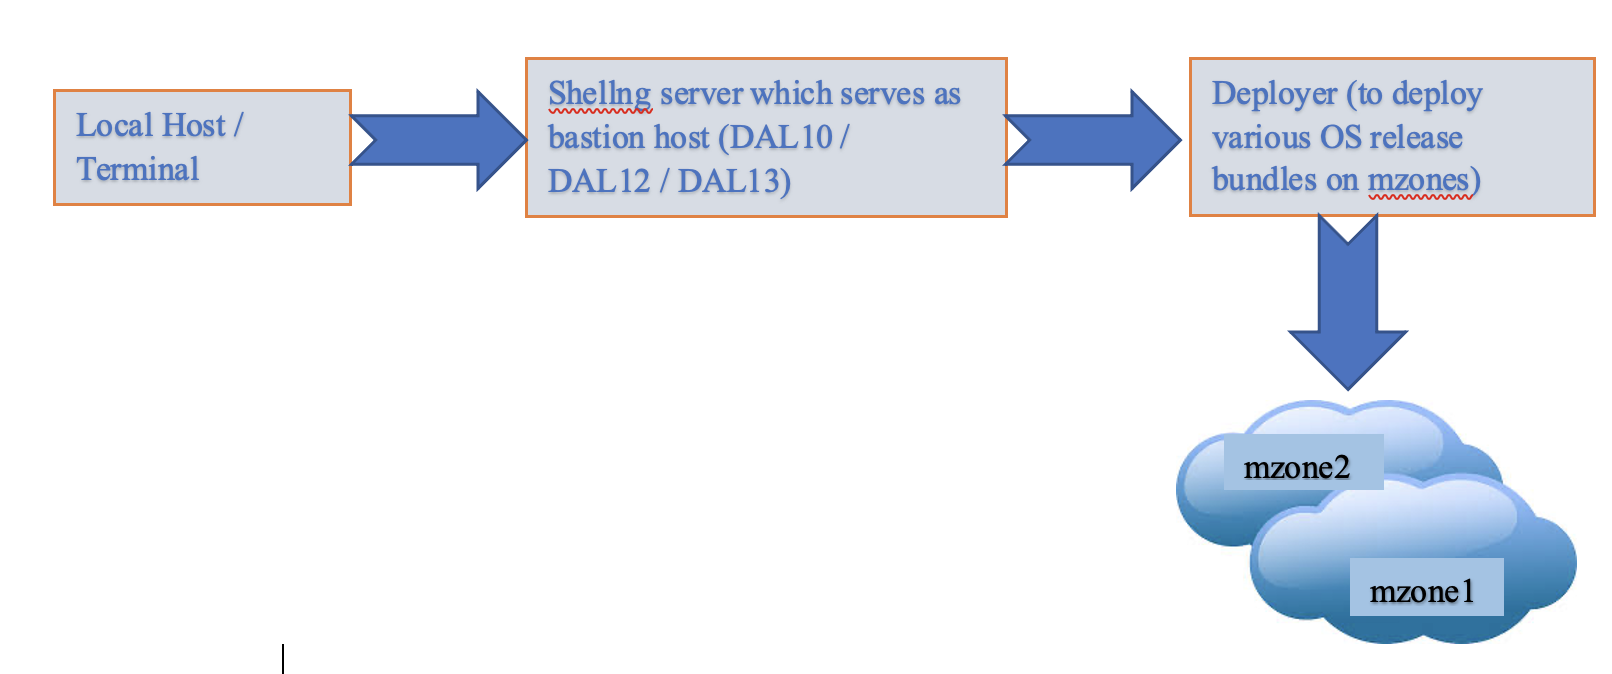 Local Host /
Terminal
Shellng server which serves as
bastion host (DAL10 /
DAL12 / DAL13)
Deployer (to deploy
various OS release
bundles on mzones)
mzone2
mzone1